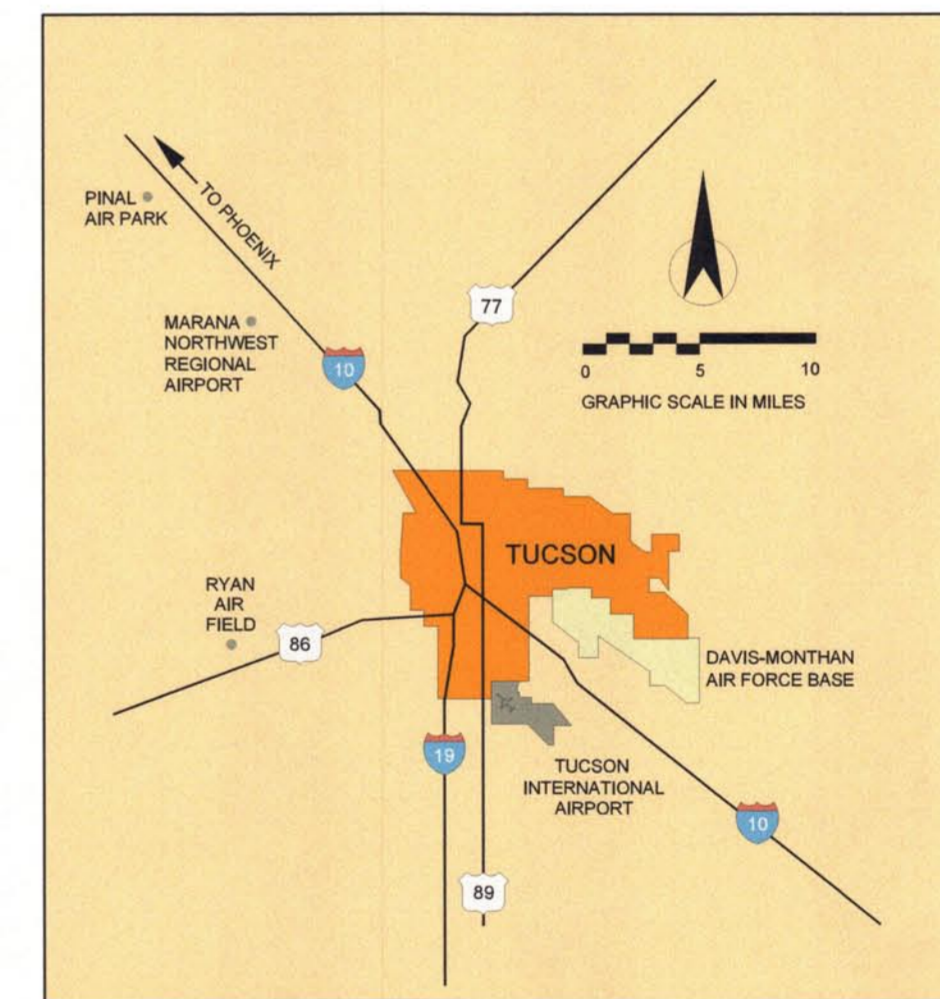 PINAL
AIR PARK
TO PHOENIX
77
MARANA
NORTHWEST
REGIONAL
AIRPORT
10
0 5 10
GRAPHIC SCALE IN MILES
TUCSON
RYAN
AIR
FIELD
86
DAVIS-MONTHAN
AIR FORCE BASE
19
TUCSON
INTERNATIONAL
AIRPORT
10
89